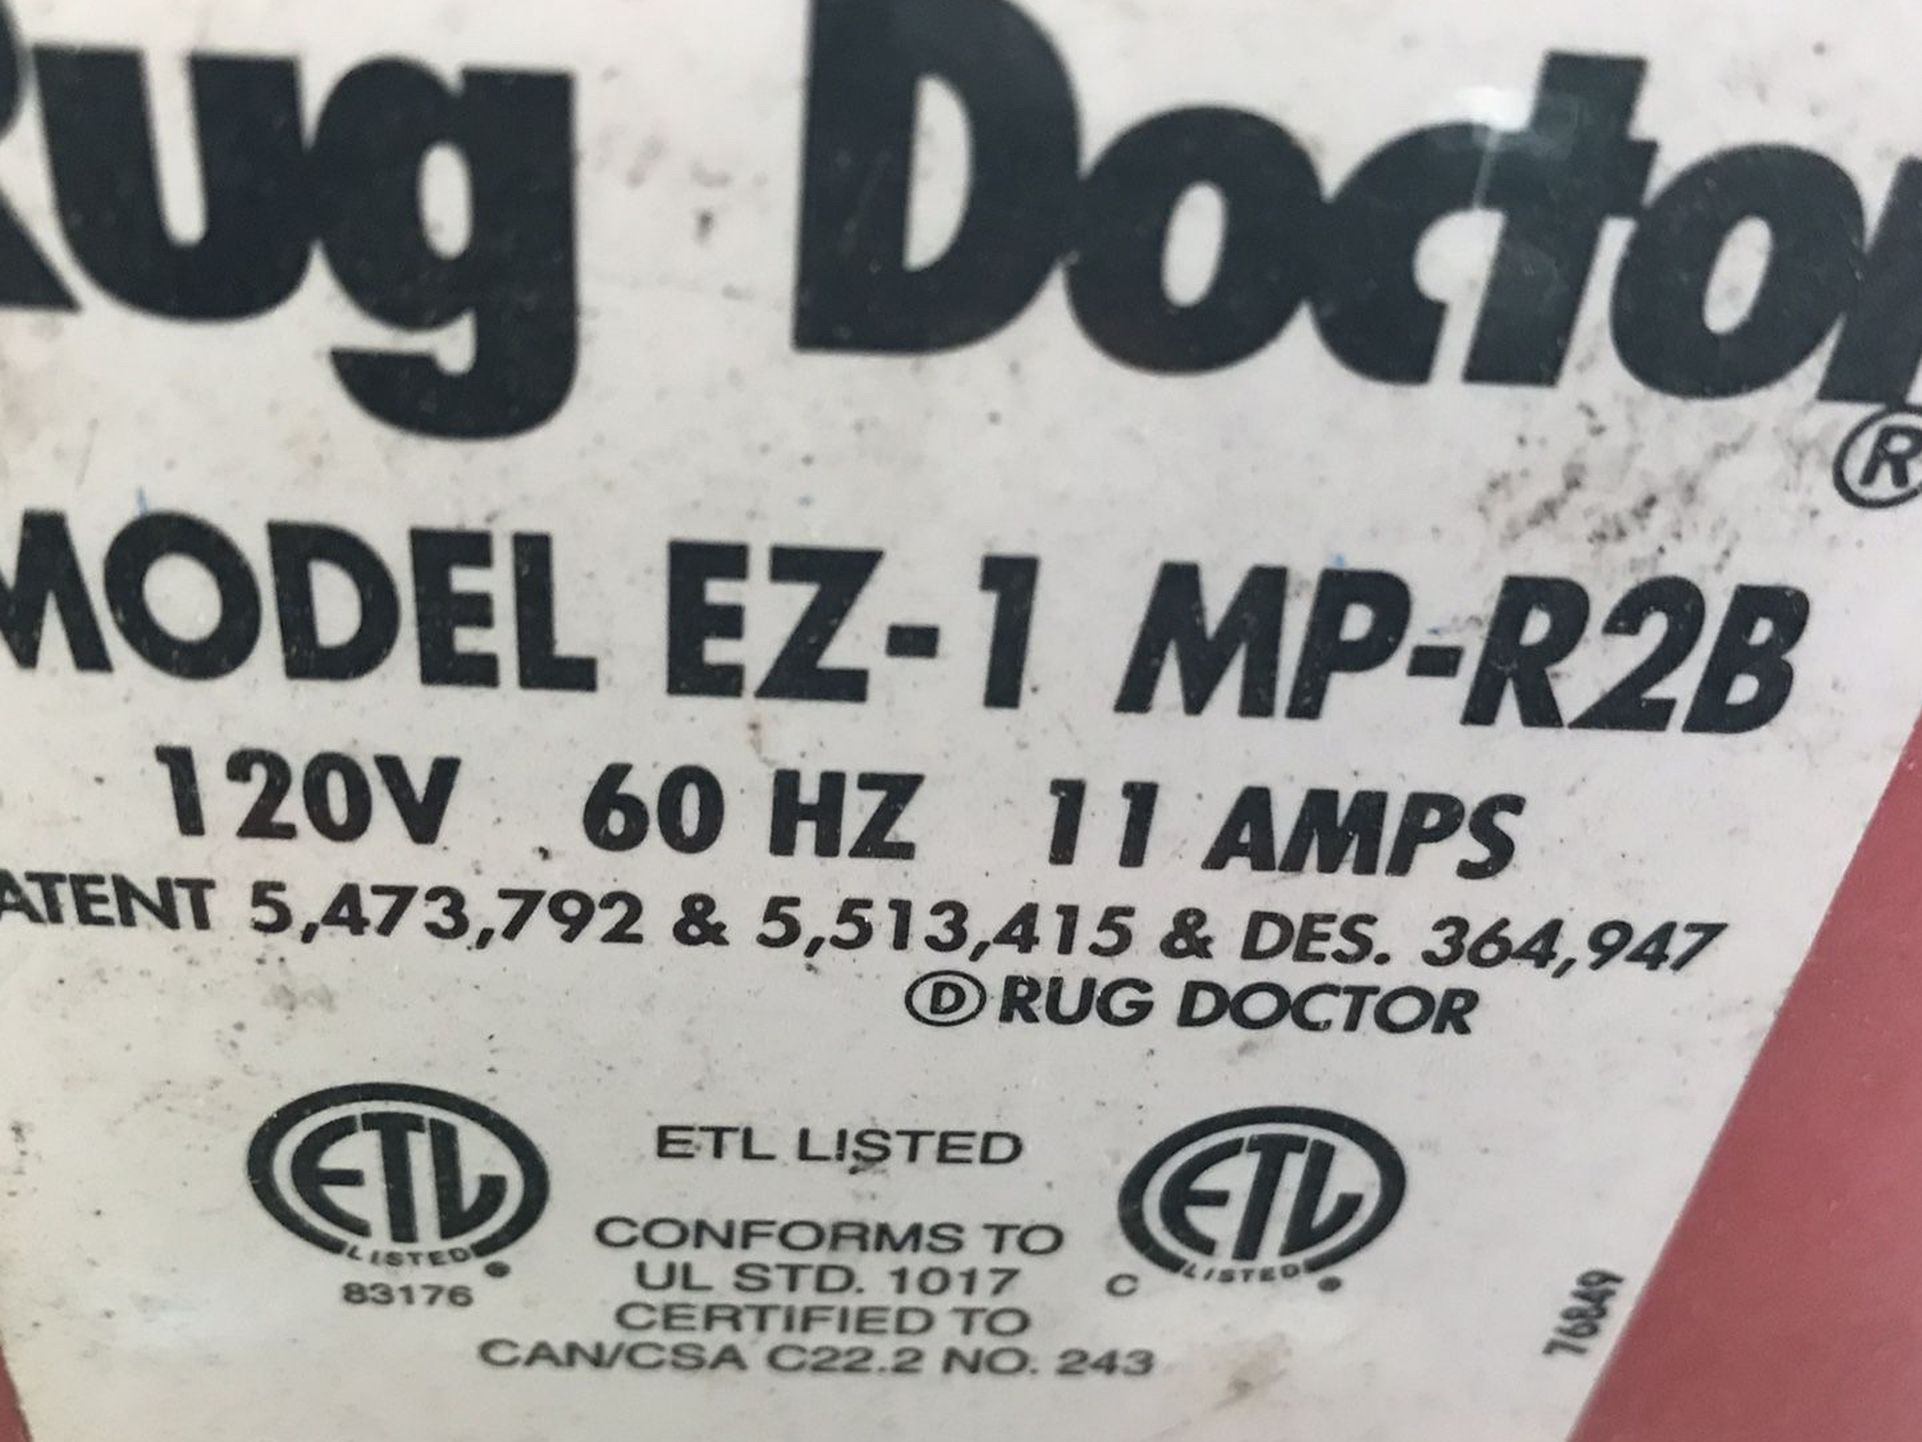 Rug Doctor
®
MODEL EZ-1 MP-R2B
120V 60 HZ 11 AMPS
PATENT 5,473,792 & 5,513,415 & DES. 364,947
Ⓓ RUG DOCTOR
ETL LISTED
ETL
LISTED
83176
CONFORMS TO
UL STD. 1017
CERTIFIED TO
CAN/CSA C22.2 NO. 243
C ETL
LISTED
76849